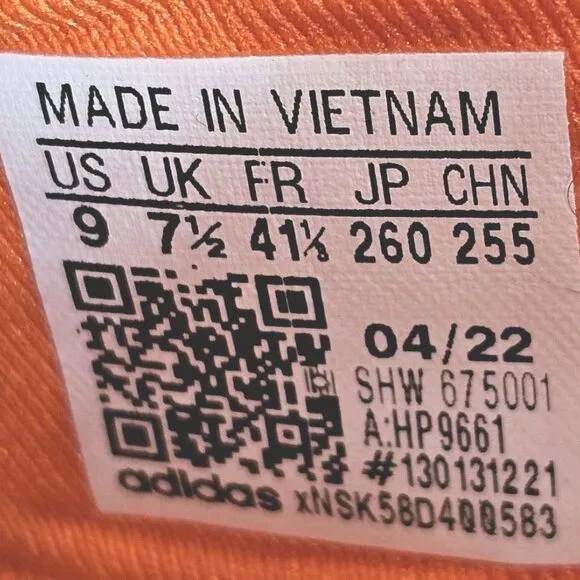 MADE IN VIETNAM
US UK FR JP CHN
9 7½ 41⅓ 260 255
04/22
SHW 675001
A:HP9661
#130131221
adidas xNSK58D400583